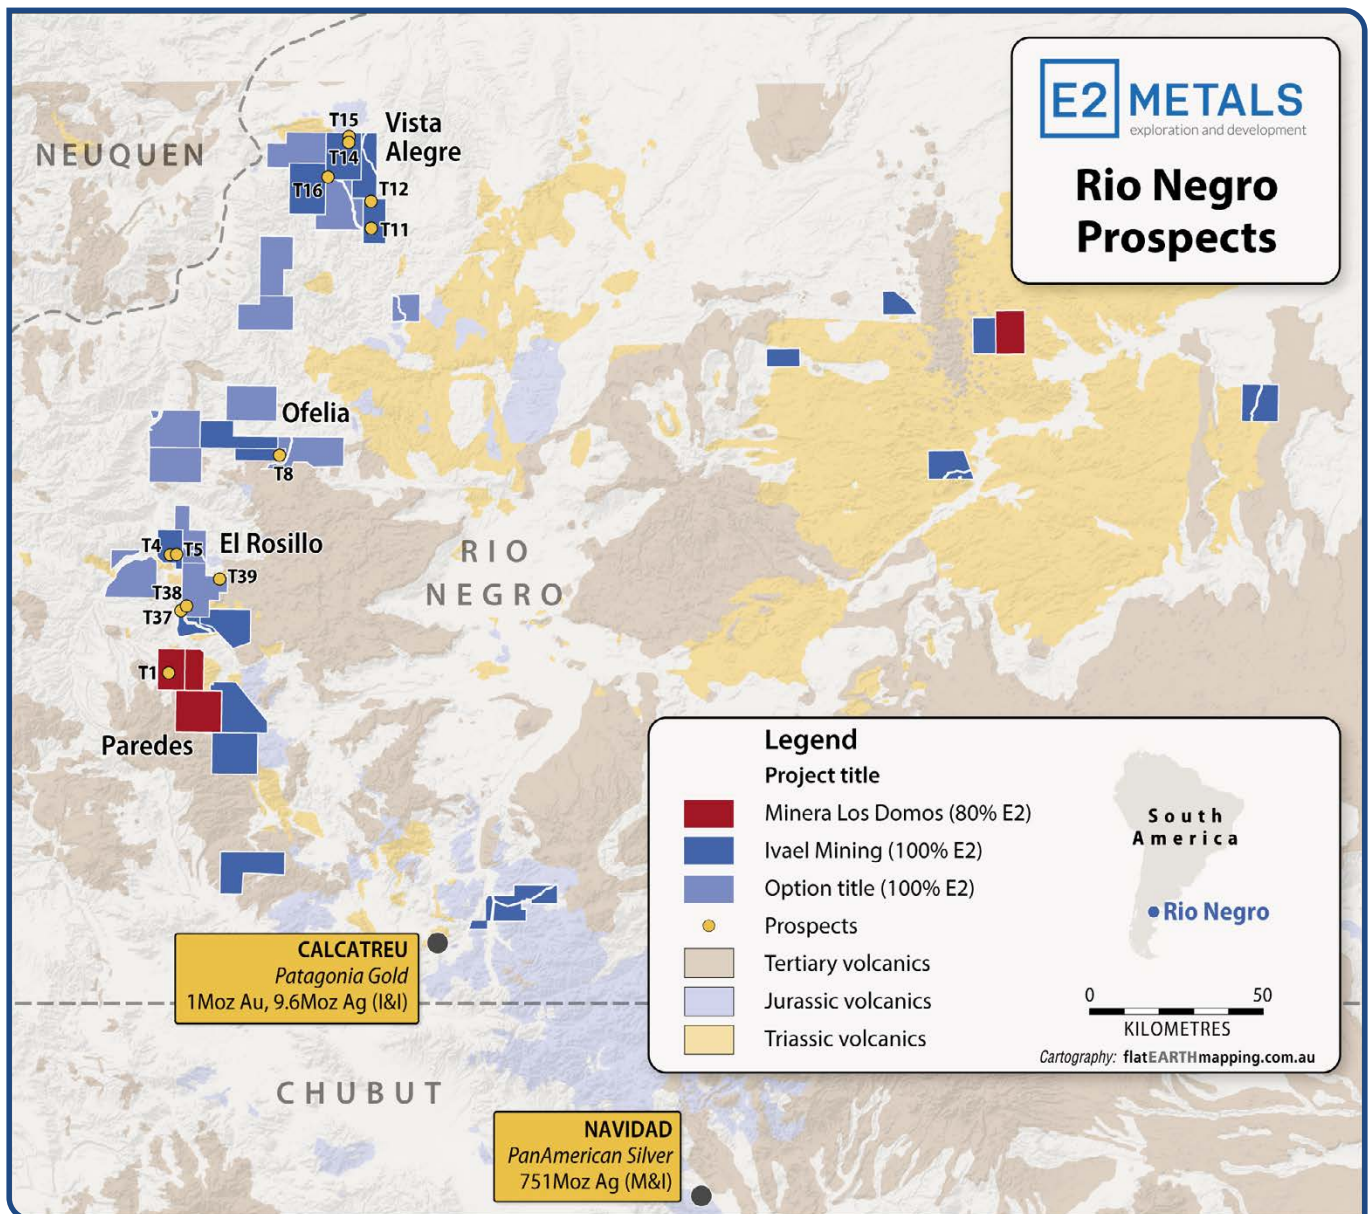 E2 METALS
exploration and development
Rio Negro
Prospects
NEUQUEN
T15
Vista
Alegre
T14
T16
T12
T11
Ofelia
T8
T4
T5
El Rosillo
T39
T38
T37
RIO
NEGRO
T1
Paredes
CALCATREU
Patagonia Gold
1Moz Au, 9.6Moz Ag (I&I)
CHUBUT
NAVIDAD
PanAmerican Silver
751Moz Ag (M&I)
Legend
Project title
Minera Los Domos (80% E2)
Ivael Mining (100% E2)
Option title (100% E2)
Prospects
Tertiary volcanics
Jurassic volcanics
Triassic volcanics
South
America
Rio Negro
0 50
KILOMETRES
Cartography: flatEARTHmapping.com.au